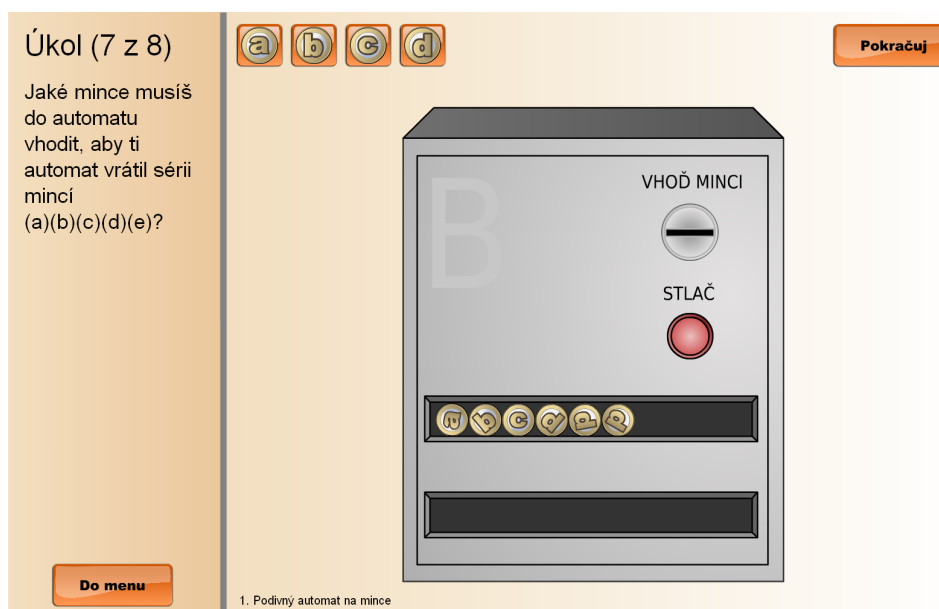 Úkol (7 z 8)
Jaké mince musíš
do automatu
vhodit, aby ti
automat vrátil sérii
mincí
(a)(b)(c)(d)(e)?
Do menu
a b c d
Pokračuj
B
VHOĎ MINCI
STLAČ
a b c d
1. Podivný automat na mince